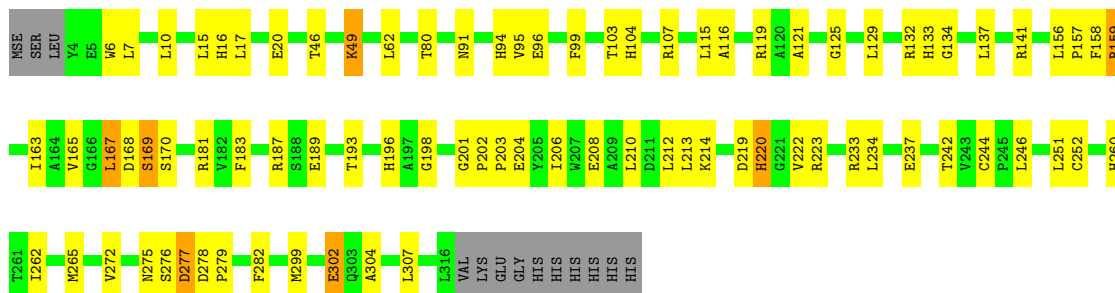 MSE SER LEU Y4 E5 W6 L7 L10 L15 H16 L17 E20 T46 K49 L62 T80 N91 H94 V95 E96 F99 T103 H104 R107 L115 A116 R119 A120 A121 G125 L129 R132 H133 G134 L137 R141 L156 P157 F158
I163 A164 V165 G166 L167 D168 S169 S170 R181 V182 F183 R187 S188 E189 T193 H196 A197 G198 G201 P202 P203 E204 Y205 I206 W207 E208 A209 L210 D211 L212 L213 K214 D219 H220 G221 V222 R223 R233 L234 E237 T242 V243 C244 P245 L246 L251 C252 H260
T261 I262 M265 V272 N275 S276 D277 D278 P279 F282 M299 E302 Q303 A304 L307 L316 VAL LYS GLU GLY HIS HIS HIS HIS HIS HIS